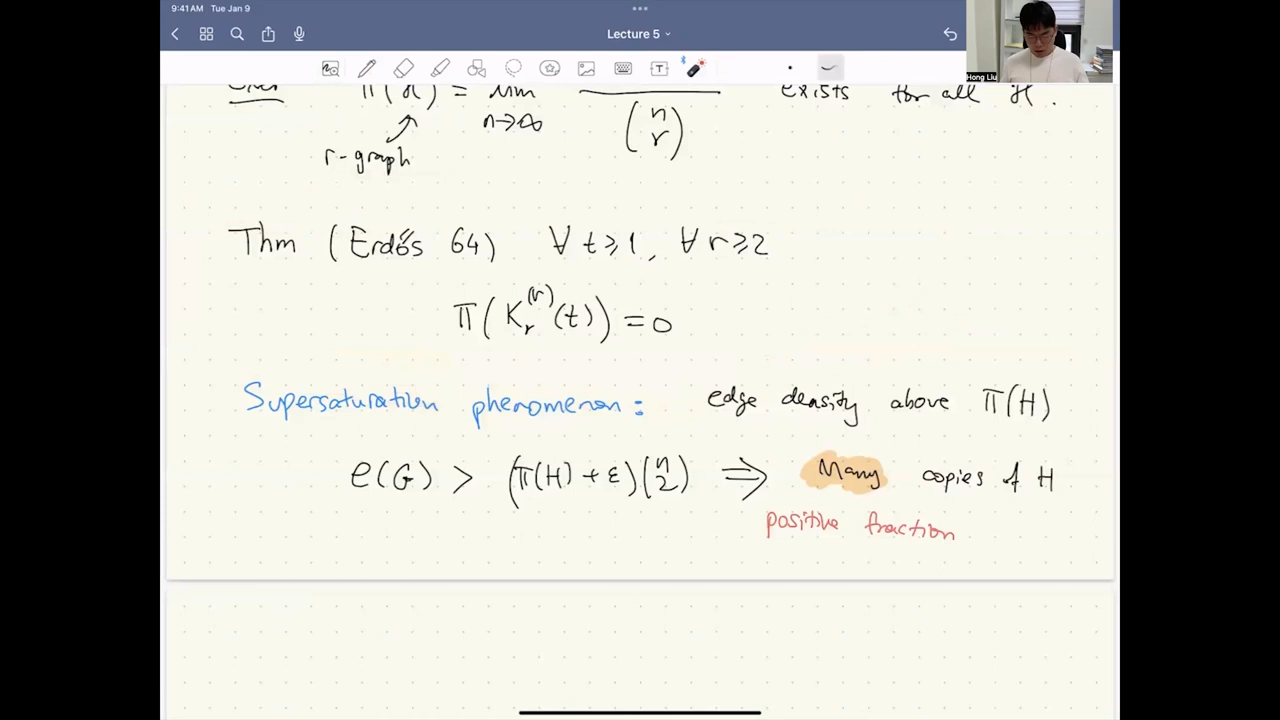 9:41 AM Tue Jan 9
Lecture 5
Hong Liu
π(H) = lim n→∞ / (n r) exists for all H.
r-graph
Thm (Erdős 64) ∀ t ≥ 1, ∀ r ≥ 2
π(K_r^(r)(t)) = 0
Supersaturation phenomenon: edge density above π(H)
e(G) > (π(H) + ε)(n 2) ⟹ Many copies of H
positive fraction